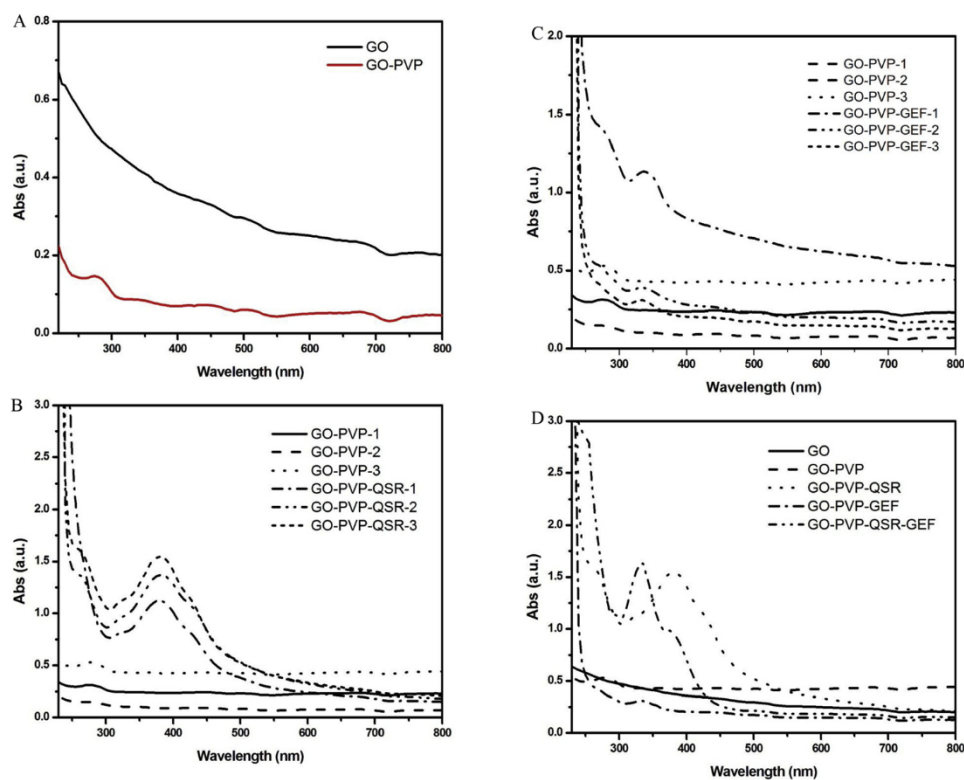 A
0.8
0.6
0.4
0.2
0.0
Abs (a.u.)
GO
GO-PVP
300 400 500 600 700 800
Wavelength (nm)
C
2.0
1.5
1.0
0.5
0.0
Abs (a.u.)
GO-PVP-1
GO-PVP-2
GO-PVP-3
GO-PVP-GEF-1
GO-PVP-GEF-2
GO-PVP-GEF-3
300 400 500 600 700 800
Wavelength (nm)
B
3.0
2.5
2.0
1.5
1.0
0.5
0.0
Abs (a.u.)
GO-PVP-1
GO-PVP-2
GO-PVP-3
GO-PVP-QSR-1
GO-PVP-QSR-2
GO-PVP-QSR-3
300 400 500 600 700 800
Wavelength (nm)
D
3.0
2.5
2.0
1.5
1.0
0.5
0.0
Abs (a.u.)
GO
GO-PVP
GO-PVP-QSR
GO-PVP-GEF
GO-PVP-QSR-GEF
300 400 500 600 700 800
Wavelength (nm)